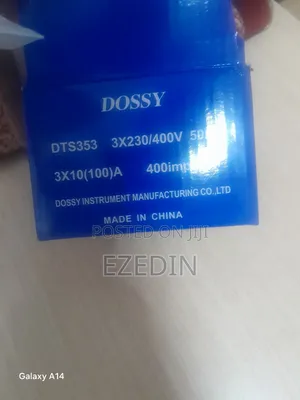 DOSSY
DTS353 3X230/400V
3X10(100)A
DOSSY INSTRUMENT MANUFACTURING CO.,LTD
MADE IN CHINA
POSTED ON JIJI
EZEDIN
Galaxy A14